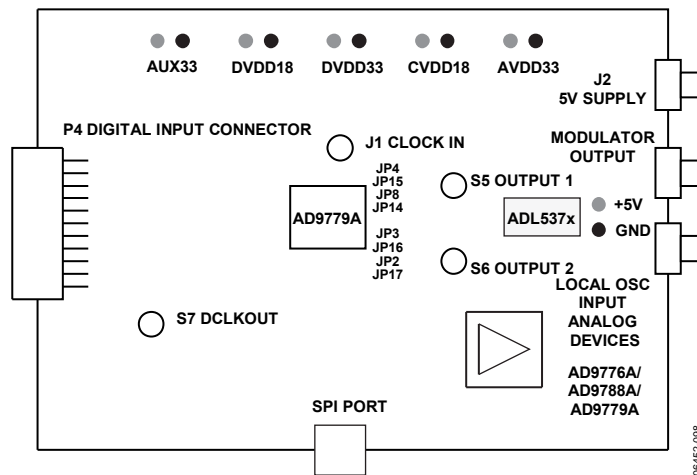 AUX33 DVDD18 DVDD33 CVDD18 AVDD33
J2
5V SUPPLY
P4 DIGITAL INPUT CONNECTOR
J1 CLOCK IN
MODULATOR
OUTPUT
JP4
JP15
JP8
JP14
JP3
JP16
JP2
JP17
AD9779A
S5 OUTPUT 1
ADL537x
+5V
GND
S6 OUTPUT 2
LOCAL OSC
INPUT
ANALOG
DEVICES
AD9776A/
AD9788A/
AD9779A
S7 DCLKOUT
SPI PORT
06452-098